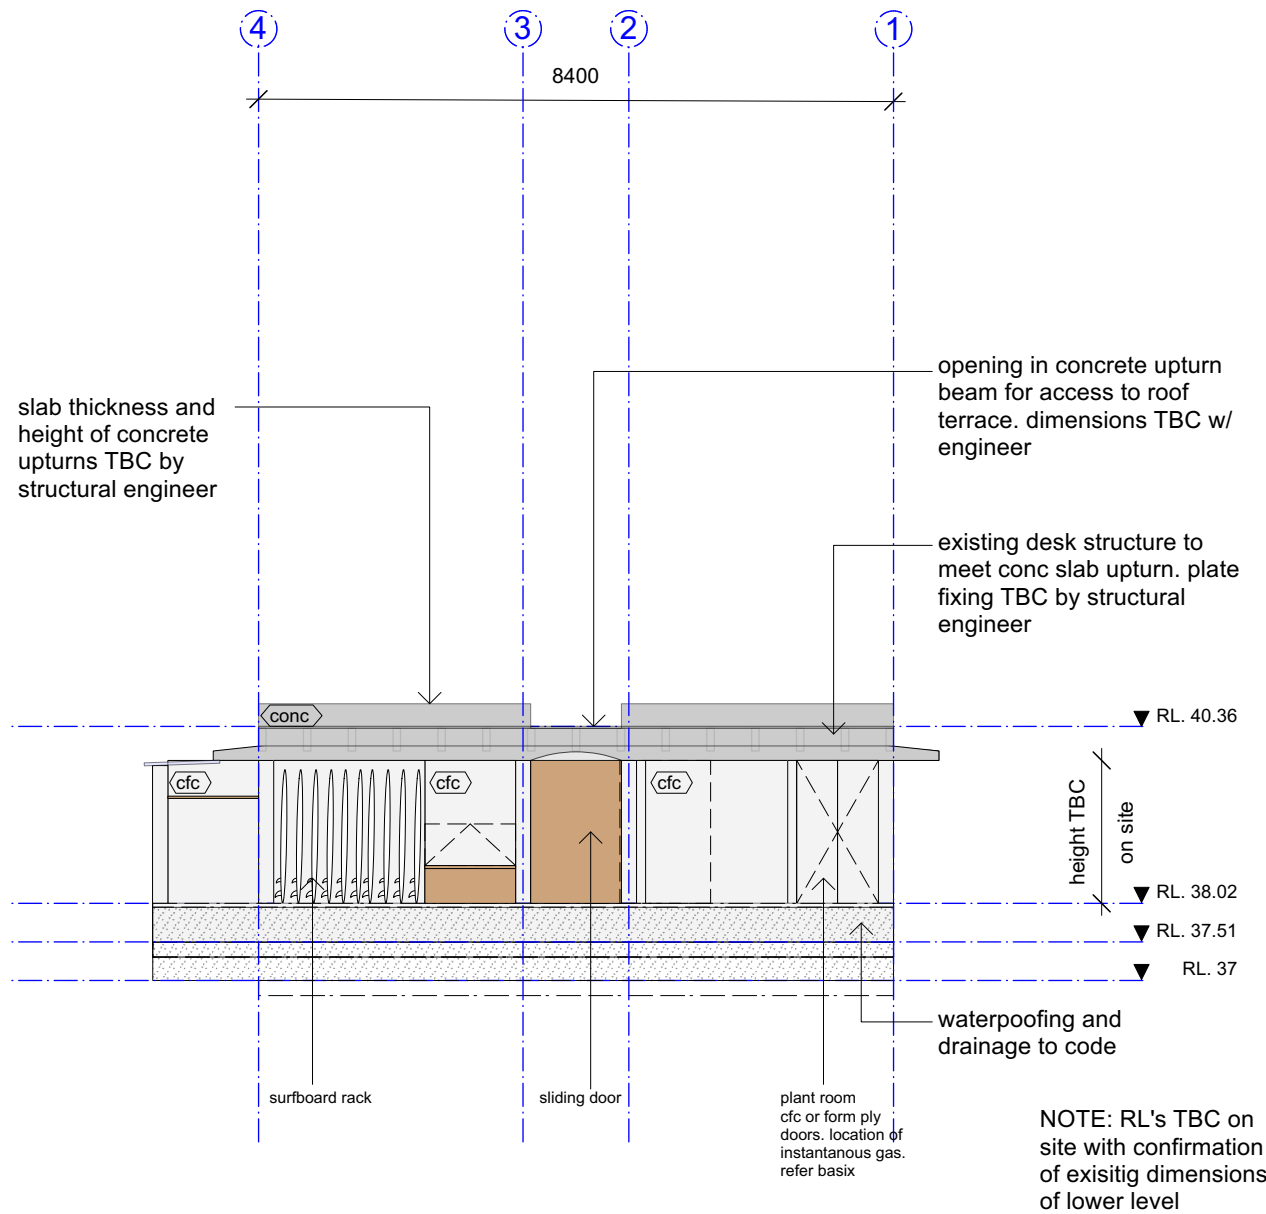 4
3
2
1
8400
opening in concrete upturn
beam for access to roof
terrace. dimensions TBC w/
engineer
slab thickness and
height of concrete
upturns TBC by
structural engineer
existing desk structure to
meet conc slab upturn. plate
fixing TBC by structural
engineer
conc
RL. 40.36
cfc
cfc
cfc
height TBC
on site
RL. 38.02
RL. 37.51
RL. 37
waterpoofing and
drainage to code
surfboard rack
sliding door
plant room
cfc or form ply
doors. location of
instantanous gas.
refer basix
NOTE: RL's TBC on
site with confirmation
of exisitig dimensions
of lower level